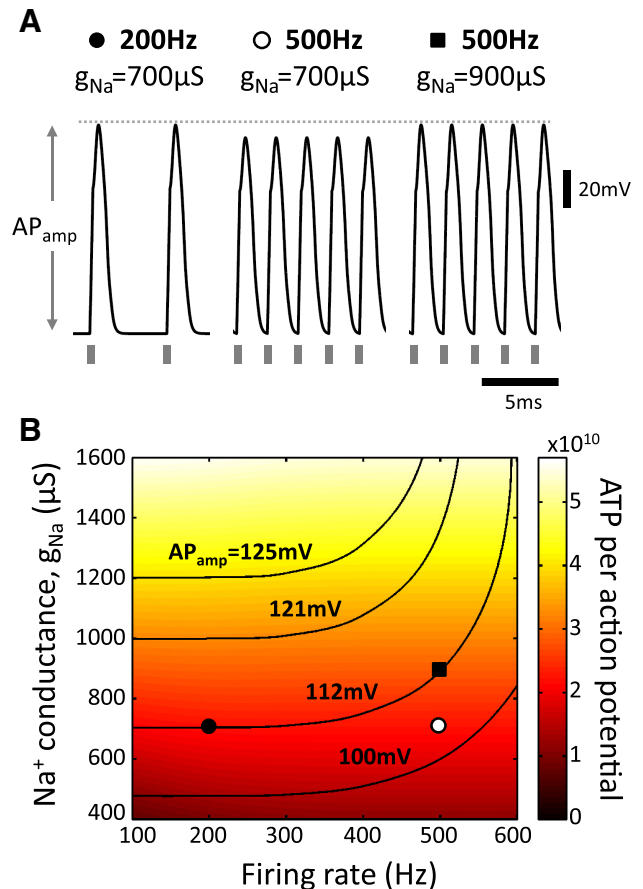 A
200Hz 500Hz 500Hz
gNa=700µS gNa=700µS gNa=900µS
APamp
20mV
5ms
B
x10^10
1600
1400
1200
1000
800
600
400
Na+ conductance, gNa (µS)
APamp=125mV
121mV
112mV
100mV
100 200 300 400 500 600
Firing rate (Hz)
5
4
3
2
1
0
ATP per action potential